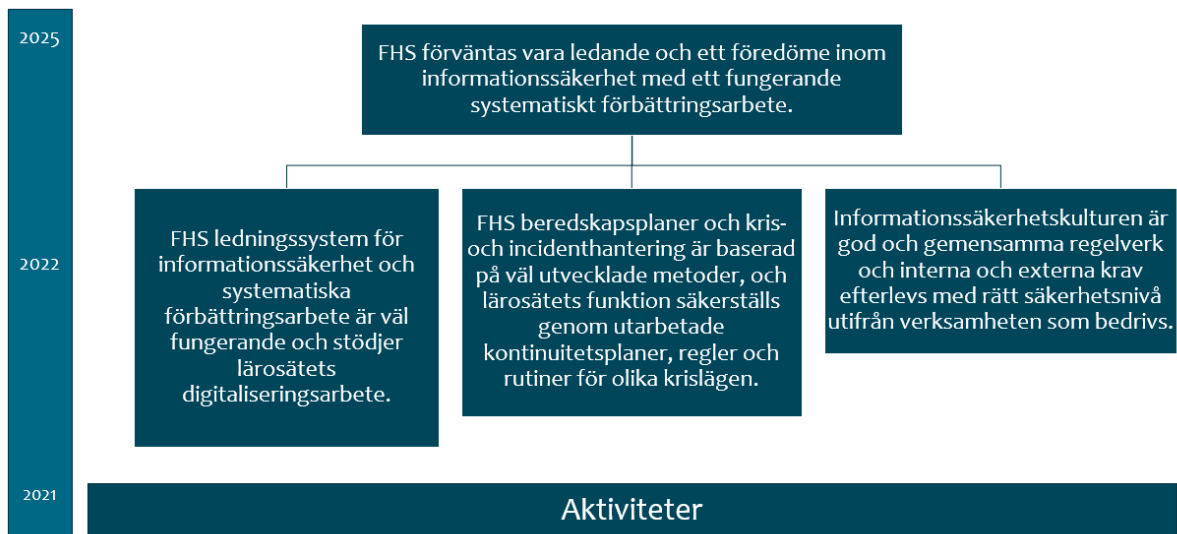 2025
FHS förväntas vara ledande och ett föredöme inom
informationssäkerhet med ett fungerande
systematiskt förbättringsarbete.
2022
FHS ledningssystem för
informationssäkerhet och
systematiska
förbättringsarbete är väl
fungerande och stödjer
lärosätets
digitaliseringsarbete.
FHS beredskapsplaner och kris-
och incidenthantering är baserad
på väl utvecklade metoder, och
lärosätets funktion säkerställs
genom utarbetade
kontinuitetsplaner, regler och
rutiner för olika krislägen.
Informationssäkerhetskulturen är
god och gemensamma regelverk
och interna och externa krav
efterlevs med rätt säkerhetsnivå
utifrån verksamheten som bedrivs.
2021
Aktiviteter